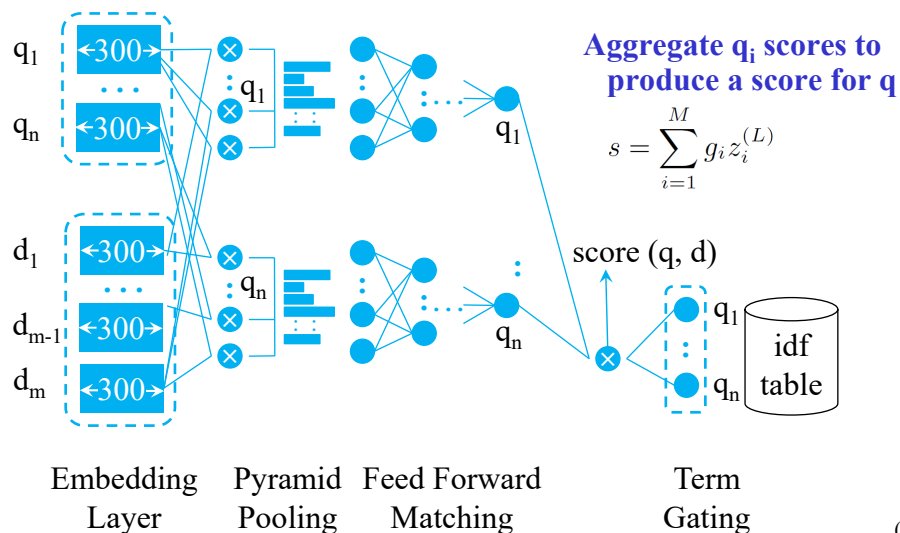 Aggregate qᵢ scores to
produce a score for q
s = \sum_{i=1}^{M} g_i z_i^{(L)}
q₁
300
...
qₙ
300
q₁
q₁
d₁
300
...
dₘ₋₁
300
dₘ
300
qₙ
qₙ
score (q, d)
q₁
qₙ
idf
table
Embedding
Layer
Pyramid
Pooling
Feed Forward
Matching
Term
Gating